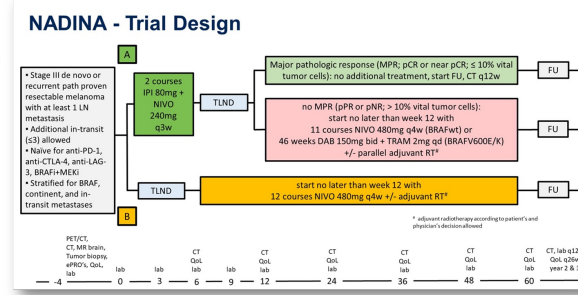 NADINA - Trial Design
A
• Stage III de novo or
recurrent path proven
resectable melanoma
with at least 1 LN
metastasis
• Additional in-transit
(≤3) allowed
• Naïve for anti-PD-1,
anti-CTLA-4, anti-LAG-
3, BRAFi+MEKi
• Stratified for BRAF,
continent, and in-
transit metastases
2 courses
IPI 80mg +
NIVO
240mg
q3w
TLND
Major pathologic response (MPR; pCR or near pCR; ≤ 10% vital
tumor cells): no additional treatment, start FU, CT q12w
FU
no MPR (pPR or pNR; > 10% vital tumor cells):
start no later than week 12 with
11 courses NIVO 480mg q4w (BRAFwt) or
46 weeks DAB 150mg bid + TRAM 2mg qd (BRAFV600E/K)
+/- parallel adjuvant RT#
FU
B
TLND
start no later than week 12 with
12 courses NIVO 480mg q4w +/- adjuvant RT#
FU
* adjuvant radiotherapy according to patient's and
physician's decision allowed
PET/CT,
CT, MR brain,
Tumor biopsy,
ePRO's, QoL,
lab
lab
lab
CT
QoL
lab
lab
CT
QoL
lab
CT
QoL
lab
CT
QoL
lab
CT
QoL
lab
CT
QoL
lab
CT, lab q12
QoL q26w
year 2 &
-4 0 3 6 9 12 24 36 48 60